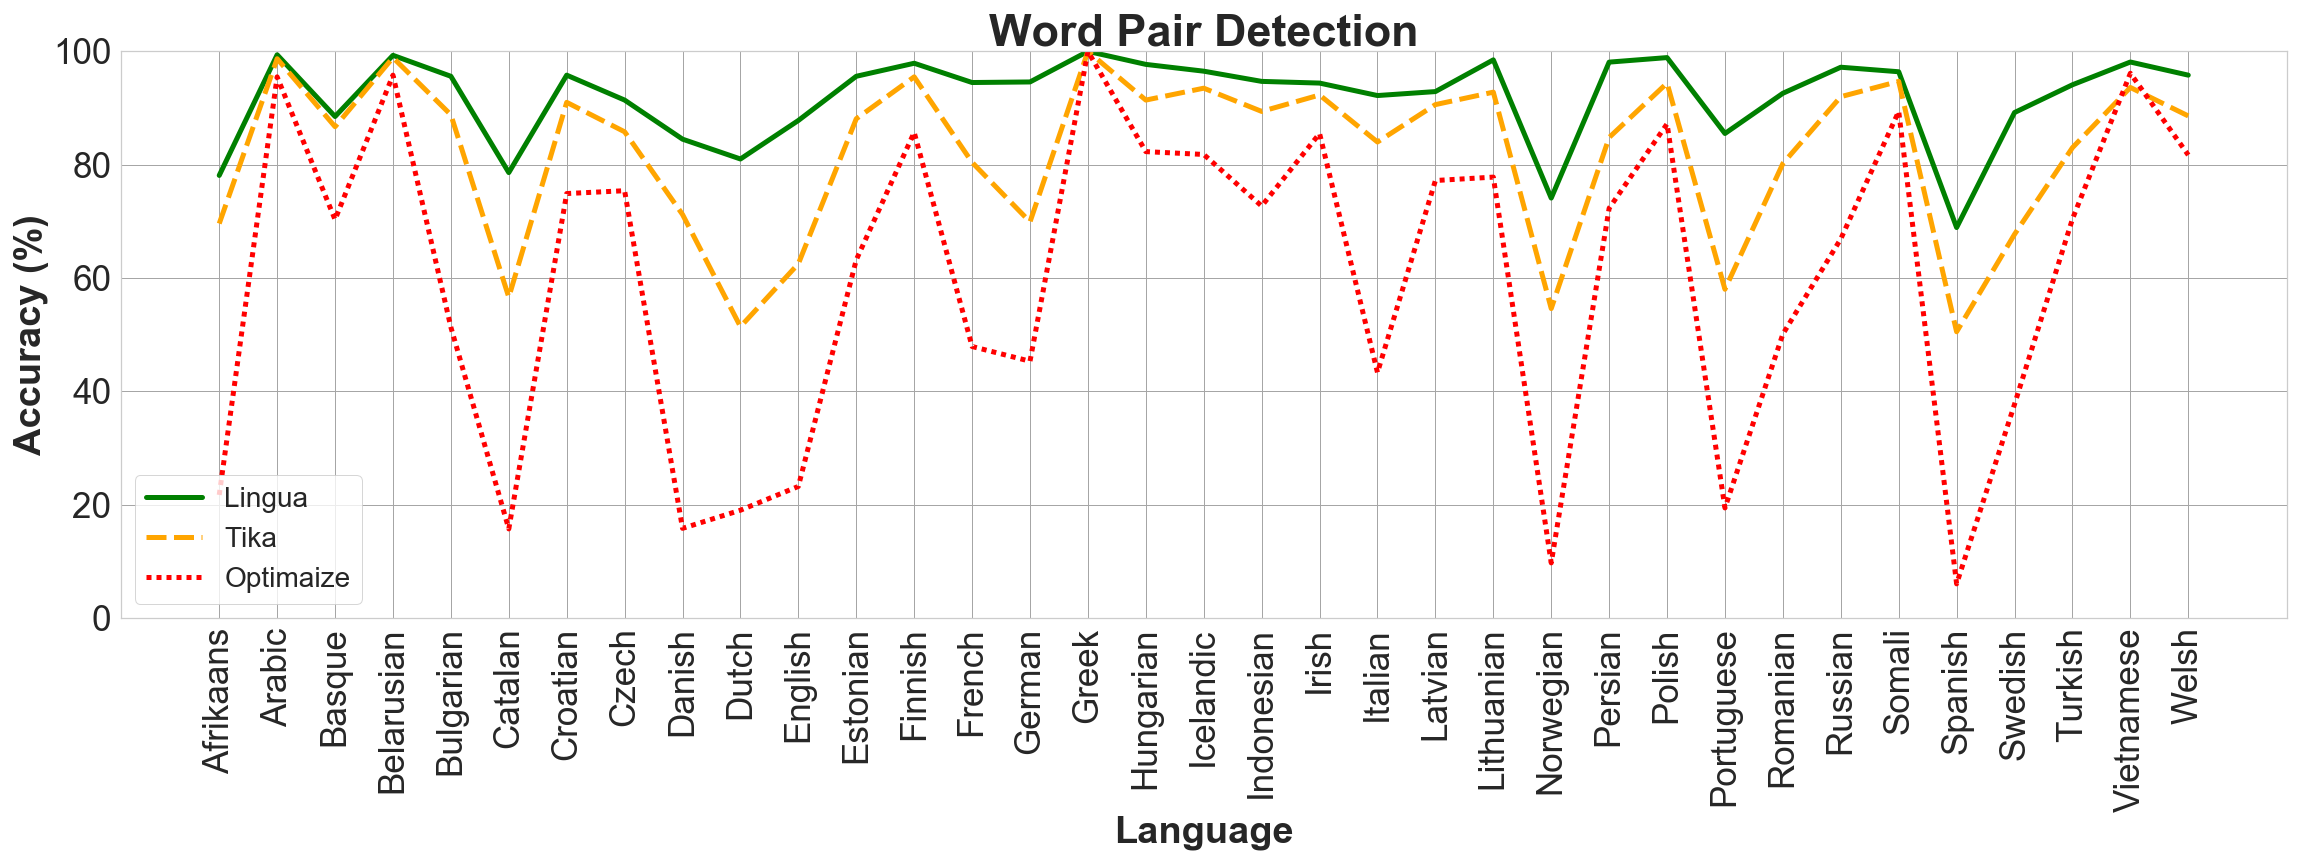 Word Pair Detection
100
80
60
40
20
0
Accuracy (%)
Lingua
Tika
Optimaize
Afrikaans
Arabic
Basque
Belarusian
Bulgarian
Catalan
Croatian
Czech
Danish
Dutch
English
Estonian
Finnish
French
German
Greek
Hungarian
Icelandic
Indonesian
Irish
Italian
Latvian
Lithuanian
Norwegian
Persian
Polish
Portuguese
Romanian
Russian
Somali
Spanish
Swedish
Turkish
Vietnamese
Welsh
Language